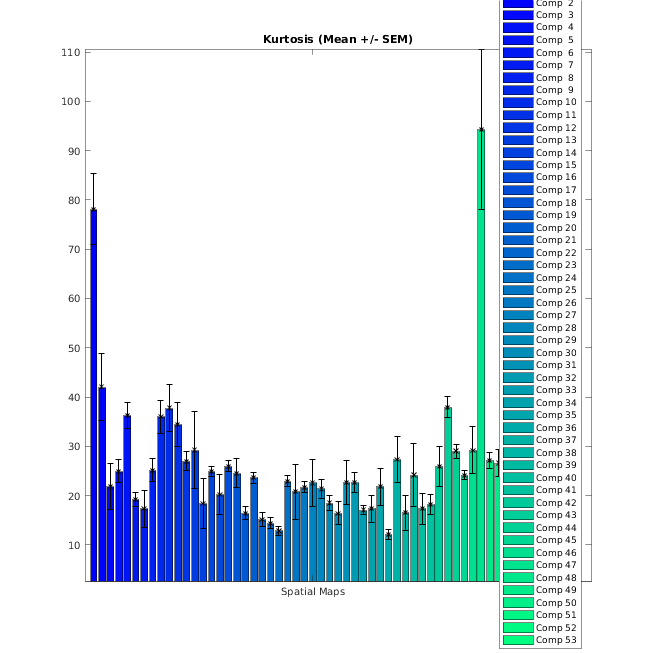 Kurtosis (Mean +/- SEM)
110
100
90
80
70
60
50
40
30
20
10
Spatial Maps
Comp 2
Comp 3
Comp 4
Comp 5
Comp 6
Comp 7
Comp 8
Comp 9
Comp 10
Comp 11
Comp 12
Comp 13
Comp 14
Comp 15
Comp 16
Comp 17
Comp 18
Comp 19
Comp 20
Comp 21
Comp 22
Comp 23
Comp 24
Comp 25
Comp 26
Comp 27
Comp 28
Comp 29
Comp 30
Comp 31
Comp 32
Comp 33
Comp 34
Comp 35
Comp 36
Comp 37
Comp 38
Comp 39
Comp 40
Comp 41
Comp 42
Comp 43
Comp 44
Comp 45
Comp 46
Comp 47
Comp 48
Comp 49
Comp 50
Comp 51
Comp 52
Comp 53